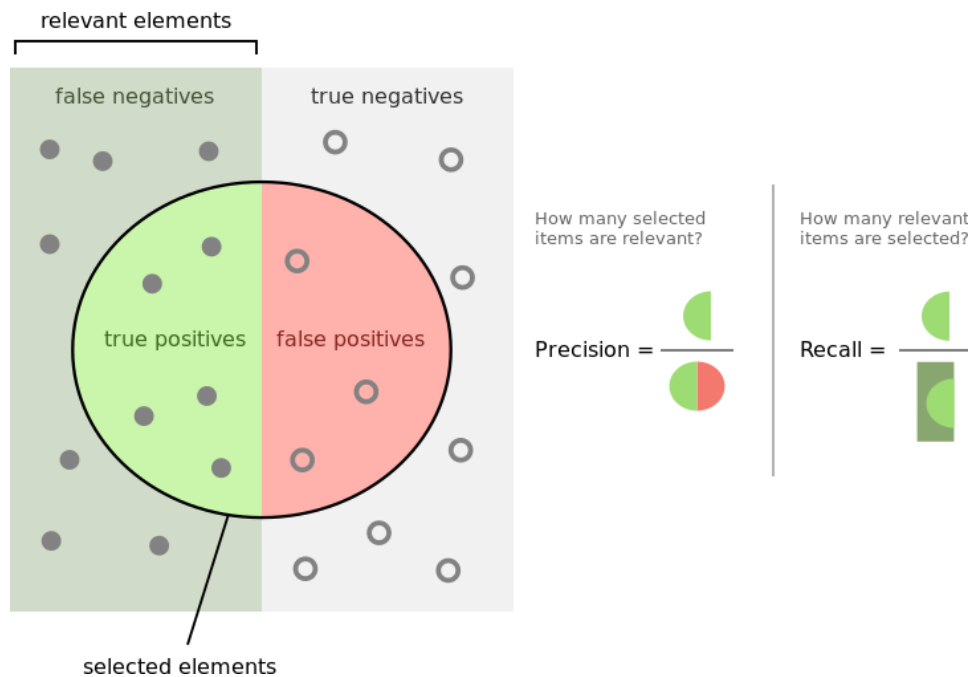 relevant elements
false negatives
true negatives
true positives
false positives
selected elements
How many selected
items are relevant?
Precision =
How many relevant
items are selected?
Recall =